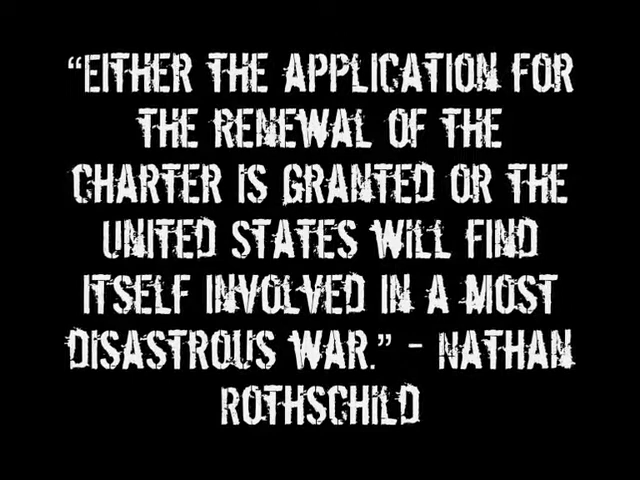 “EITHER THE APPLICATION FOR
THE RENEWAL OF THE
CHARTER IS GRANTED OR THE
UNITED STATES WILL FIND
ITSELF INVOLVED IN A MOST
DISASTROUS WAR.” - NATHAN
ROTHSCHILD